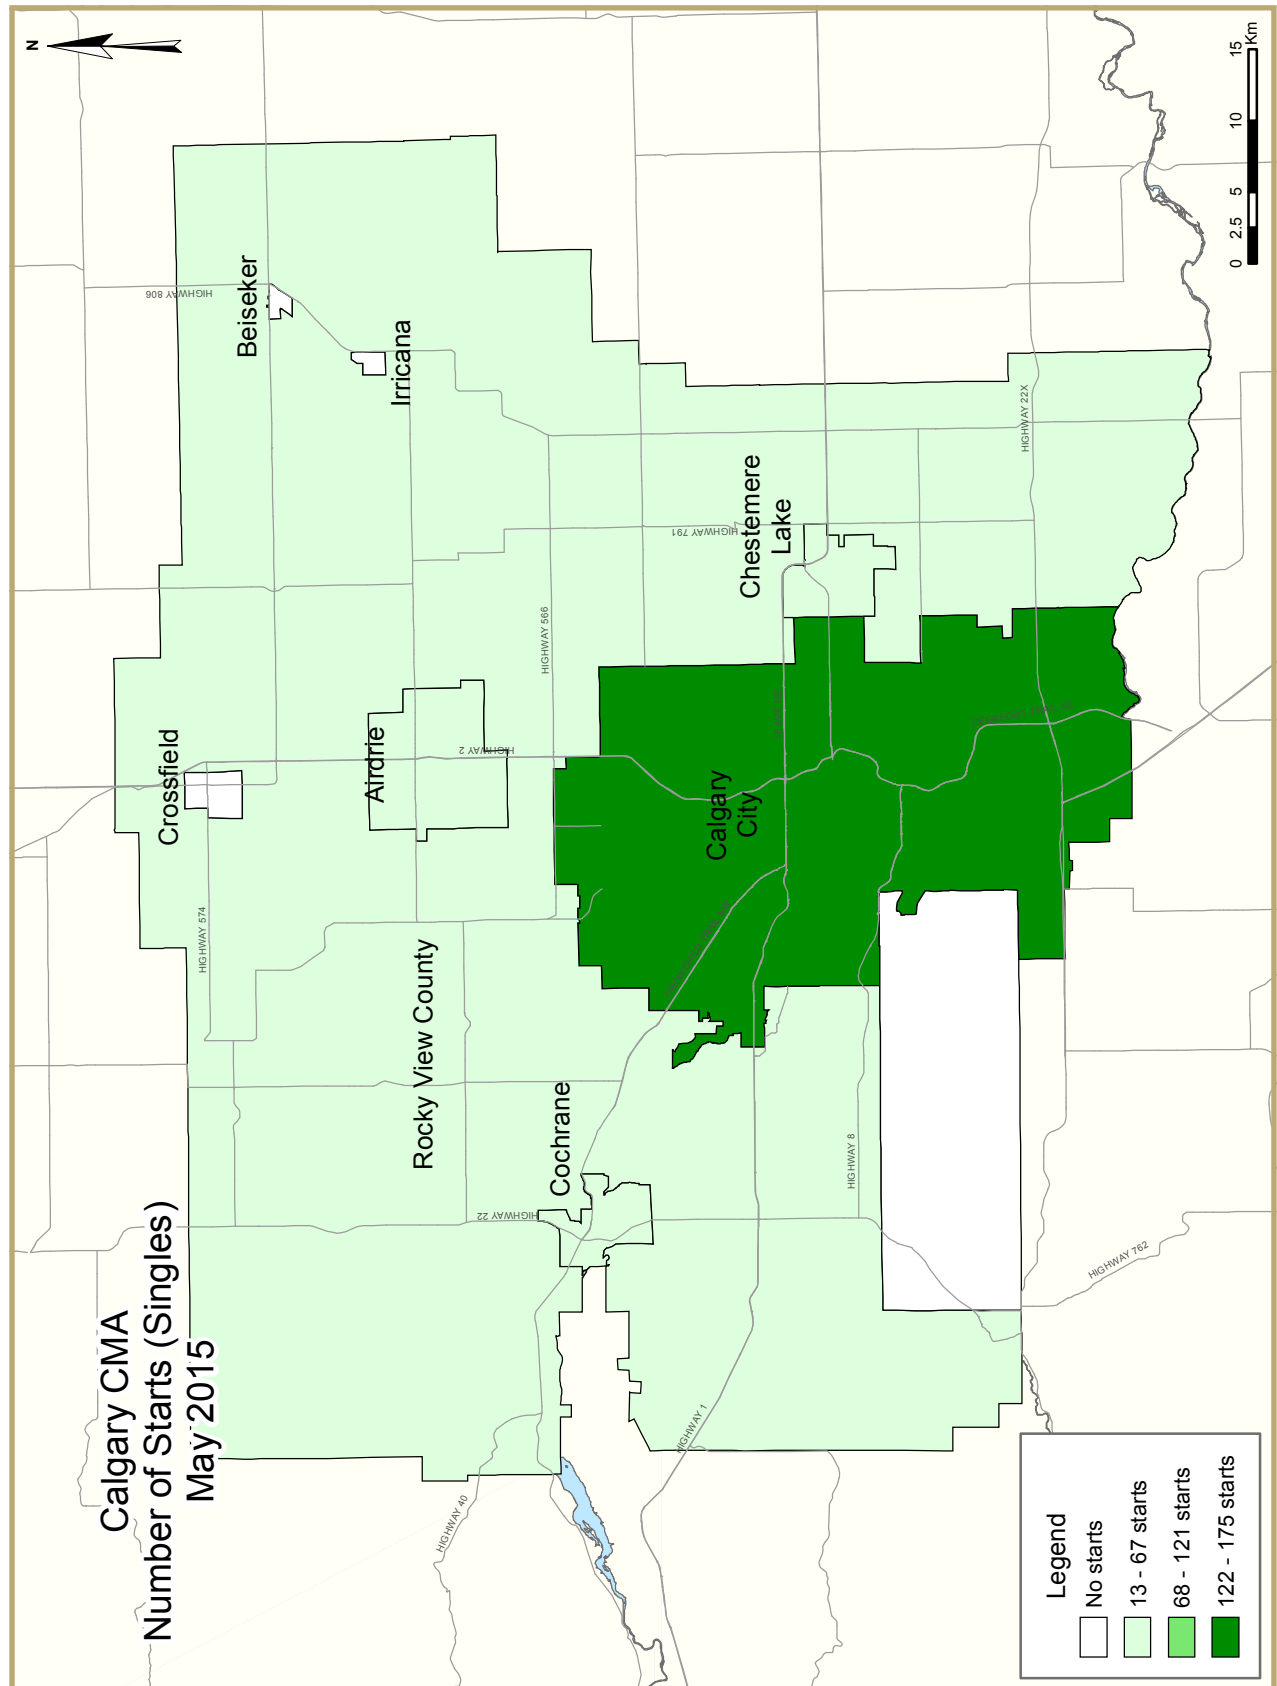 Calgary CMA
Number of Starts (Singles)
May 2015
N
Crossfield
Beiseker
Irricana
Airdrie
Rocky View County
Cochrane
Calgary
City
Chestemere
Lake
HIGHWAY 574
HIGHWAY 806
HIGHWAY 2
HIGHWAY 566
HIGHWAY 791
HIGHWAY 22
HIGHWAY 40
HIGHWAY 1
HIGHWAY 8
HIGHWAY 22X
HIGHWAY 762
Legend
No starts
13 - 67 starts
68 - 121 starts
122 - 175 starts
0 2.5 5 10 15
Km